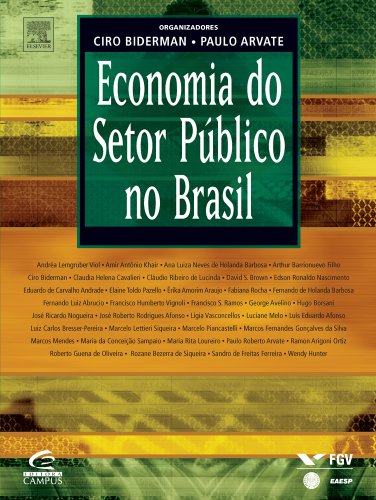 ORGANIZADORES
CIRO BIDERMAN • PAULO ARVATE
ELSEVIER
Economia do
Setor Público
no Brasil
Andréa Lemgruber Viol • Amir Antônio Khair • Ana Luiza Neves de Holanda Barbosa • Arthur Barrionuevo Filho
Ciro Biderman • Claudia Helena Cavalieri • Cláudio Ribeiro de Lucinda • David S. Brown • Edson Ronaldo Nascimento
Eduardo de Carvalho Andrade • Elaine Toldo Pazello • Érika Amorim Araujo • Fabiana Rocha • Fernando de Holanda Barbosa
Fernando Luiz Abrucio • Francisco Humberto Vignoli • Francisco S. Ramos • George Avelino • Hugo Borsani
José Ricardo Nogueira • José Roberto Rodrigues Afonso • Ligia Vasconcellos • Luciane Melo • Luís Eduardo Afonso
Luiz Carlos Bresser-Pereira • Marcelo Lettieri Siqueira • Marcelo Piancastelli • Marcos Fernandes Gonçalves da Silva
Marcos Mendes • Maria da Conceição Sampaio • Maria Rita Loureiro • Paulo Roberto Arvate • Ramon Arigoni Ortiz
Roberto Guena de Oliveira • Rozane Bezerra de Siqueira • Sandro de Freitas Ferreira • Wendy Hunter
EDITORA
CAMPUS
FGV
EAESP